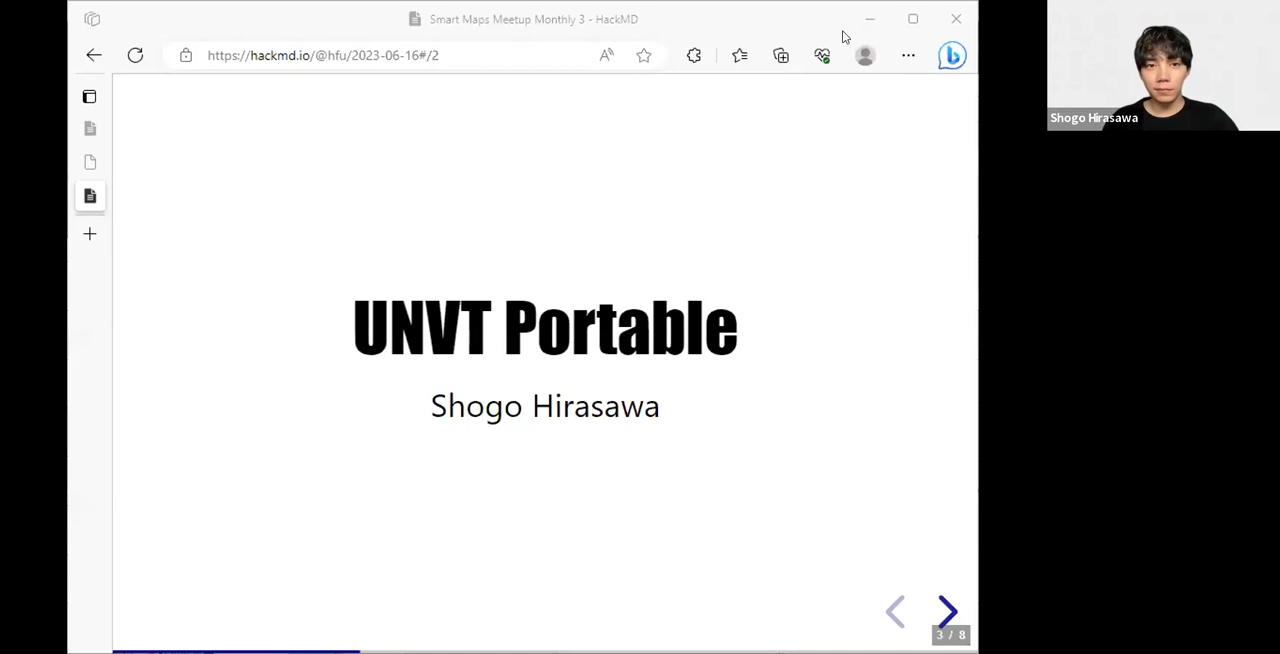 Smart Maps Meetup Monthly 3 - HackMD
https://hackmd.io/@hfu/2023-06-16#/2
Shogo Hirasawa
UNVT Portable
Shogo Hirasawa
3 / 8